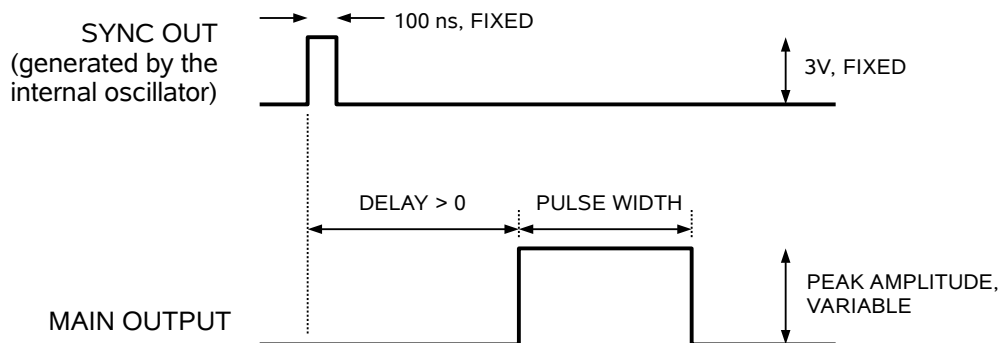 100 ns, FIXED
SYNC OUT
(generated by the
internal oscillator)
3V, FIXED
DELAY > 0
PULSE WIDTH
PEAK AMPLITUDE,
VARIABLE
MAIN OUTPUT